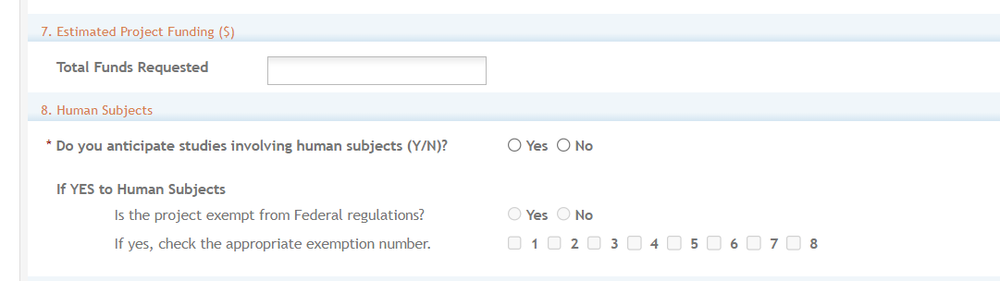 7. Estimated Project Funding ($)
Total Funds Requested
8. Human Subjects
* Do you anticipate studies involving human subjects (Y/N)? Yes No
If YES to Human Subjects
Is the project exempt from Federal regulations? Yes No
If yes, check the appropriate exemption number. 1 2 3 4 5 6 7 8